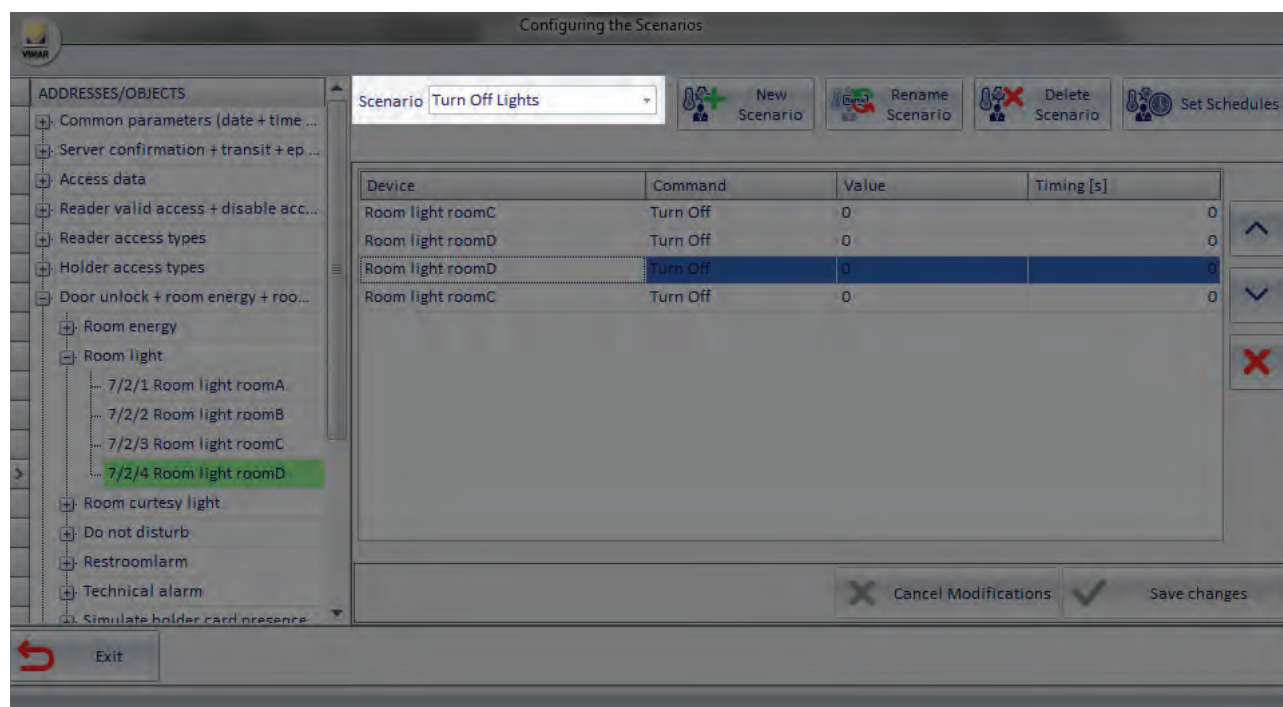 Configuring the Scenarios
VIMAR
ADDRESSES/OBJECTS
Common parameters (date + time ...
Server confirmation + transit + ep ...
Access data
Reader valid access + disable acc...
Reader access types
Holder access types
Door unlock + room energy + roo...
Room energy
Room light
7/2/1 Room light roomA
7/2/2 Room light roomB
7/2/3 Room light roomC
7/2/4 Room light roomD
Room curtesy light
Do not disturb
Restroomlarm
Technical alarm
Simulate holder card presence
Scenario Turn Off Lights
New
Scenario
Rename
Scenario
Delete
Scenario
Set Schedules
Device Command Value Timing [s]
Room light roomC Turn Off 0 0
Room light roomD Turn Off 0 0
Room light roomD Turn Off 0 0
Room light roomC Turn Off 0 0
Cancel Modifications Save changes
Exit